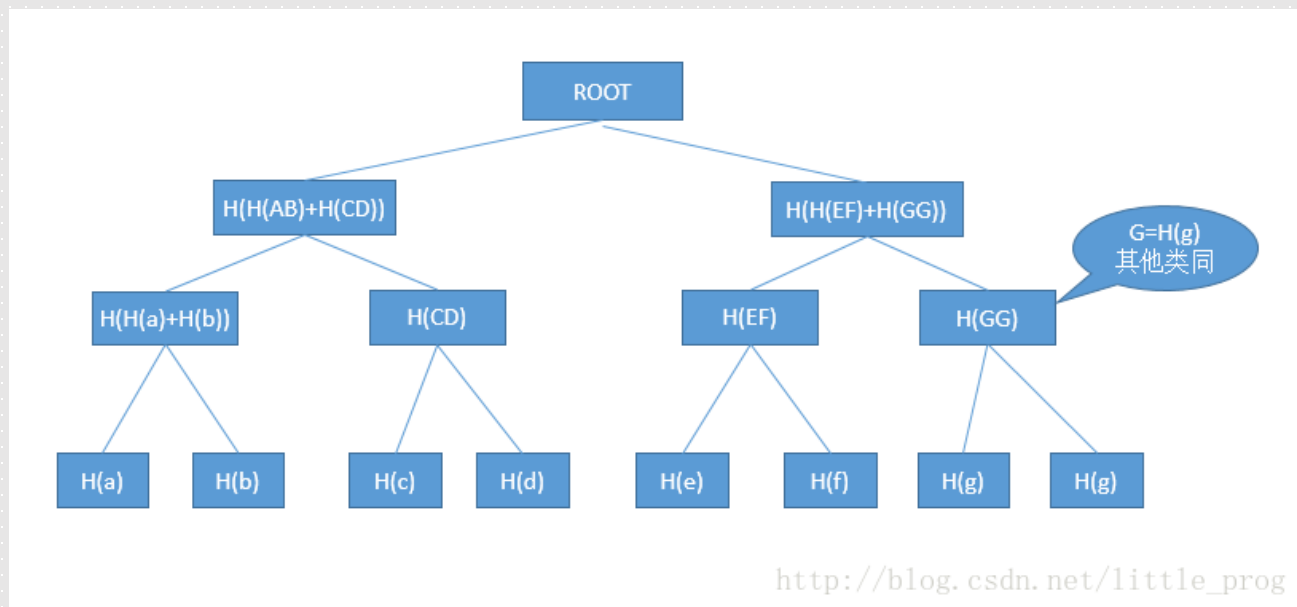 ROOT
H(H(AB)+H(CD))
H(H(EF)+H(GG))
G=H(g)
其他类同
H(H(a)+H(b))
H(CD)
H(EF)
H(GG)
H(a)
H(b)
H(c)
H(d)
H(e)
H(f)
H(g)
H(g)
http://blog.csdn.net/little_prog